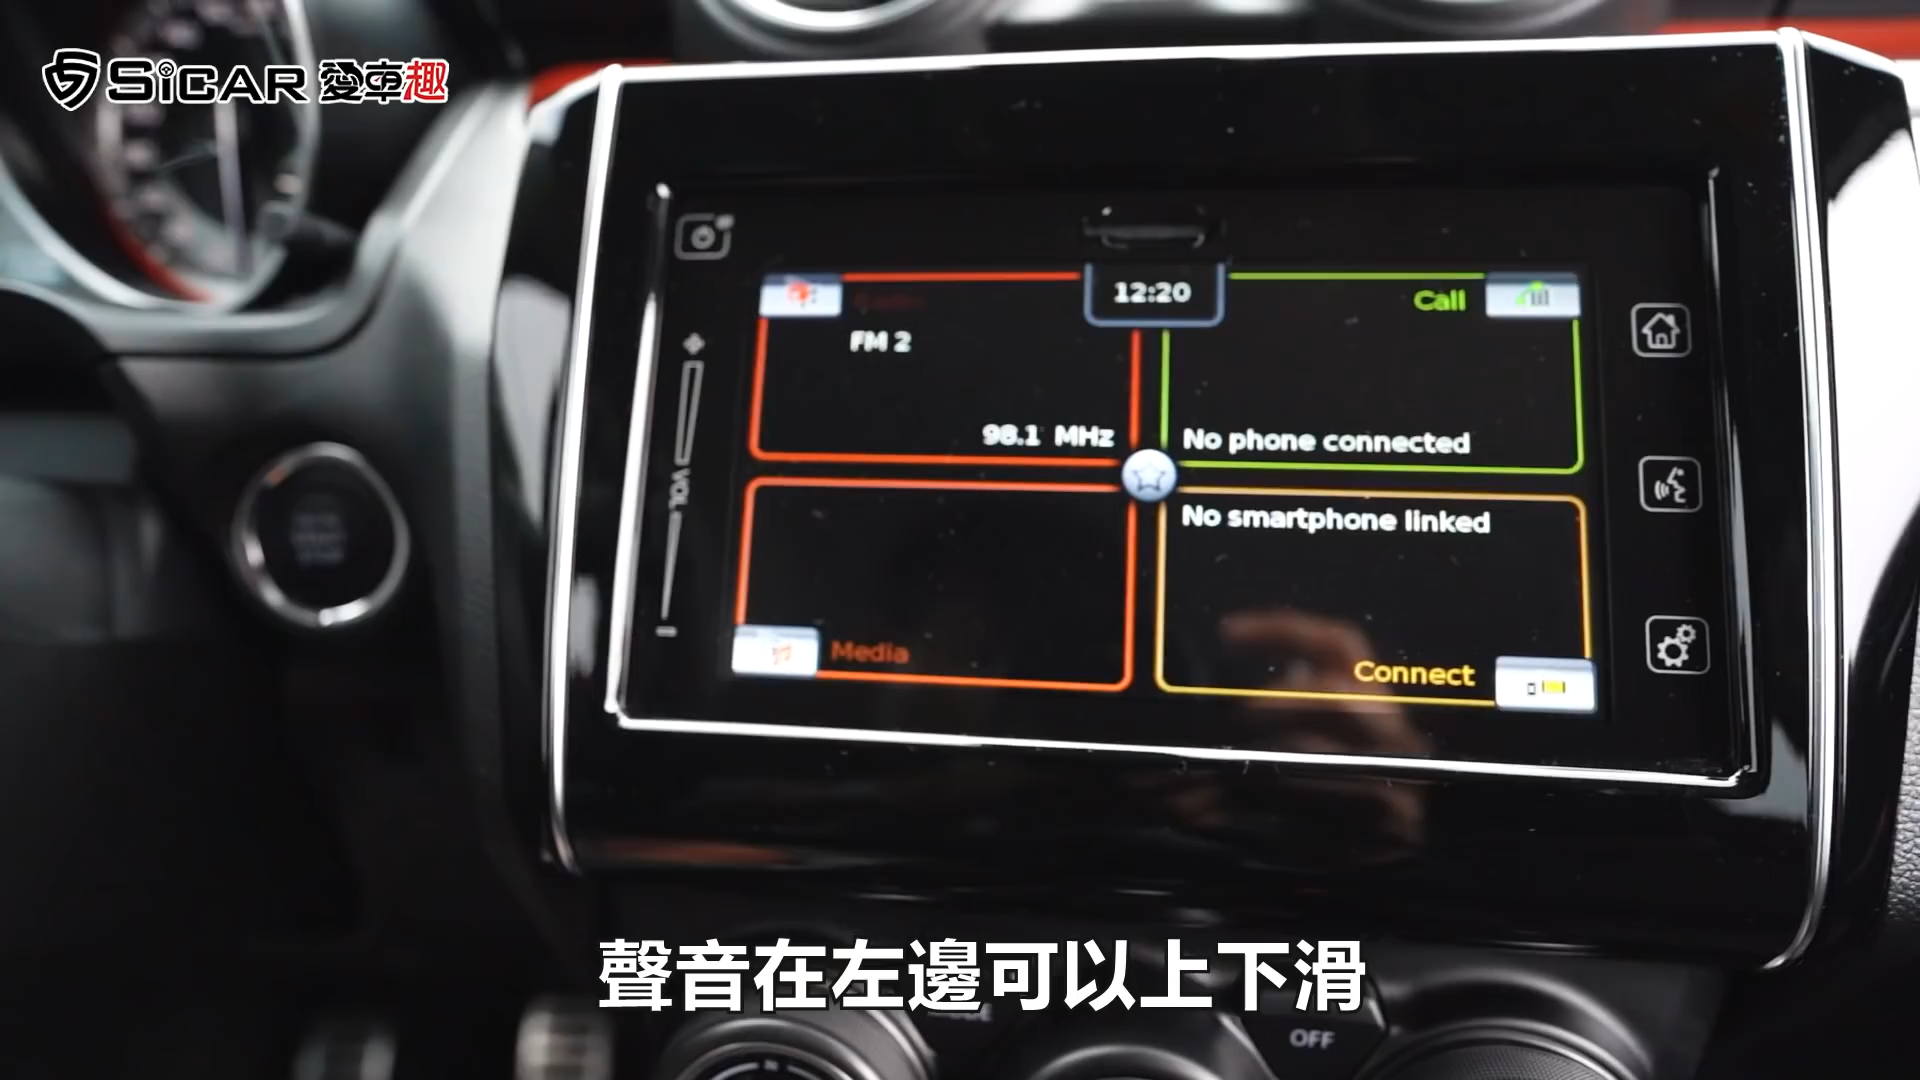 SiCAR 愛車趣
12:20
Call
FM 2
98.1 MHz
No phone connected
VOL
No smartphone linked
Media
Connect
聲音在左邊可以上下滑
OFF